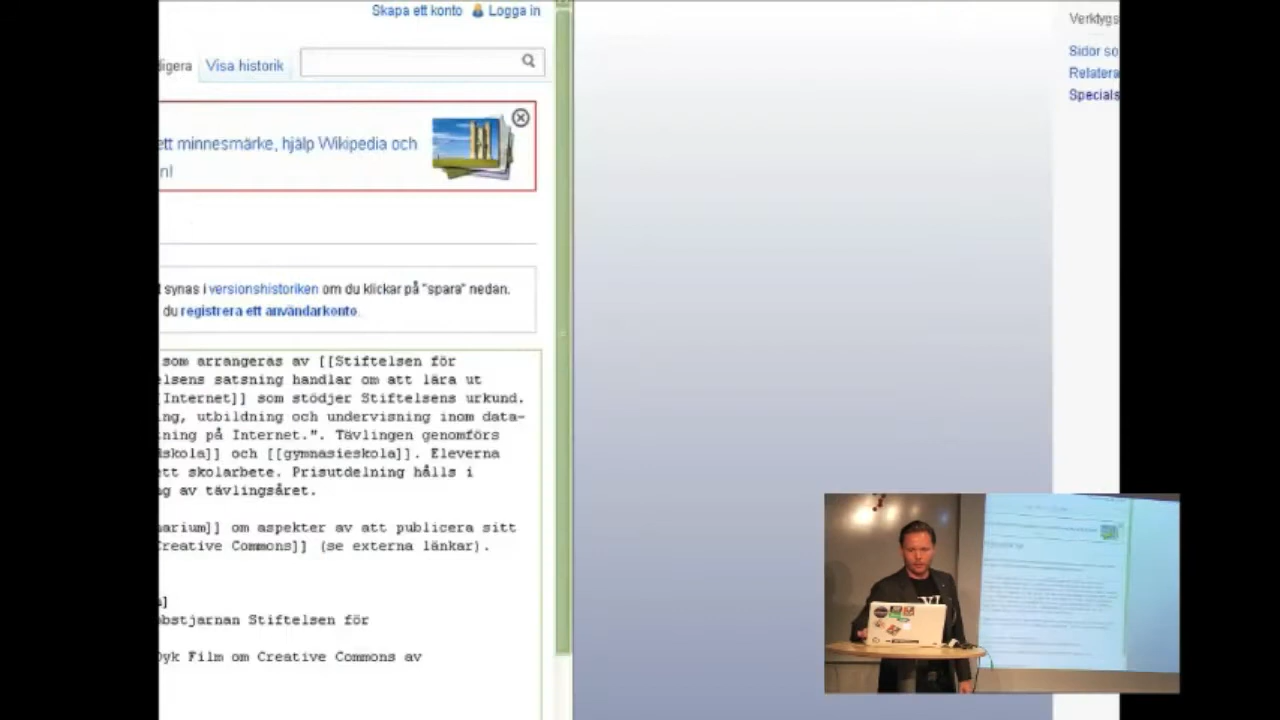 Skapa ett konto Logga in
Verktygs
igera Visa historik
Sidor so
Relatera
Specials
ett minnesmärke, hjälp Wikipedia och
n!
synas i versionshistoriken om du klickar på "spara" nedan.
du registrera ett användarkonto.
som arrangeras av [[Stiftelsen för
elsens satsning handlar om att lära ut
Internet]] som stödjer Stiftelsens urkund.
ng, utbildning och undervisning inom data-
ning på Internet.". Tävlingen genomförs
skola]] och [[gymnasieskola]]. Eleverna
tt skolarbete. Prisutdelning hålls i
g av tävlingsåret.
arium]] om aspekter av att publicera sitt
Creative Commons]] (se externa länkar).
]
bstjarnan Stiftelsen för
Dyk Film om Creative Commons av